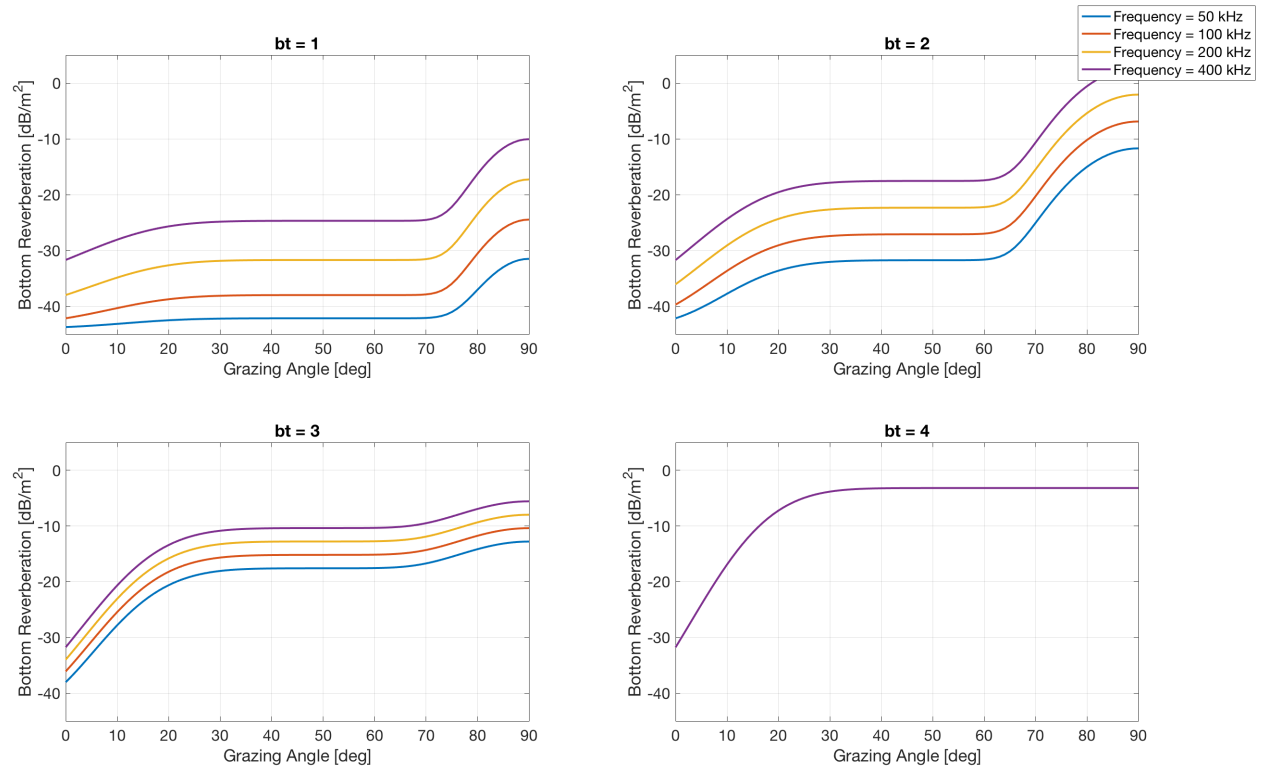 Frequency = 50 kHz
Frequency = 100 kHz
Frequency = 200 kHz
Frequency = 400 kHz
bt = 1
Bottom Reverberation [dB/m²]
0
-10
-20
-30
-40
0 10 20 30 40 50 60 70 80 90
Grazing Angle [deg]
bt = 2
Bottom Reverberation [dB/m²]
0
-10
-20
-30
-40
0 10 20 30 40 50 60 70 80 90
Grazing Angle [deg]
bt = 3
Bottom Reverberation [dB/m²]
0
-10
-20
-30
-40
0 10 20 30 40 50 60 70 80 90
Grazing Angle [deg]
bt = 4
Bottom Reverberation [dB/m²]
0
-10
-20
-30
-40
0 10 20 30 40 50 60 70 80 90
Grazing Angle [deg]